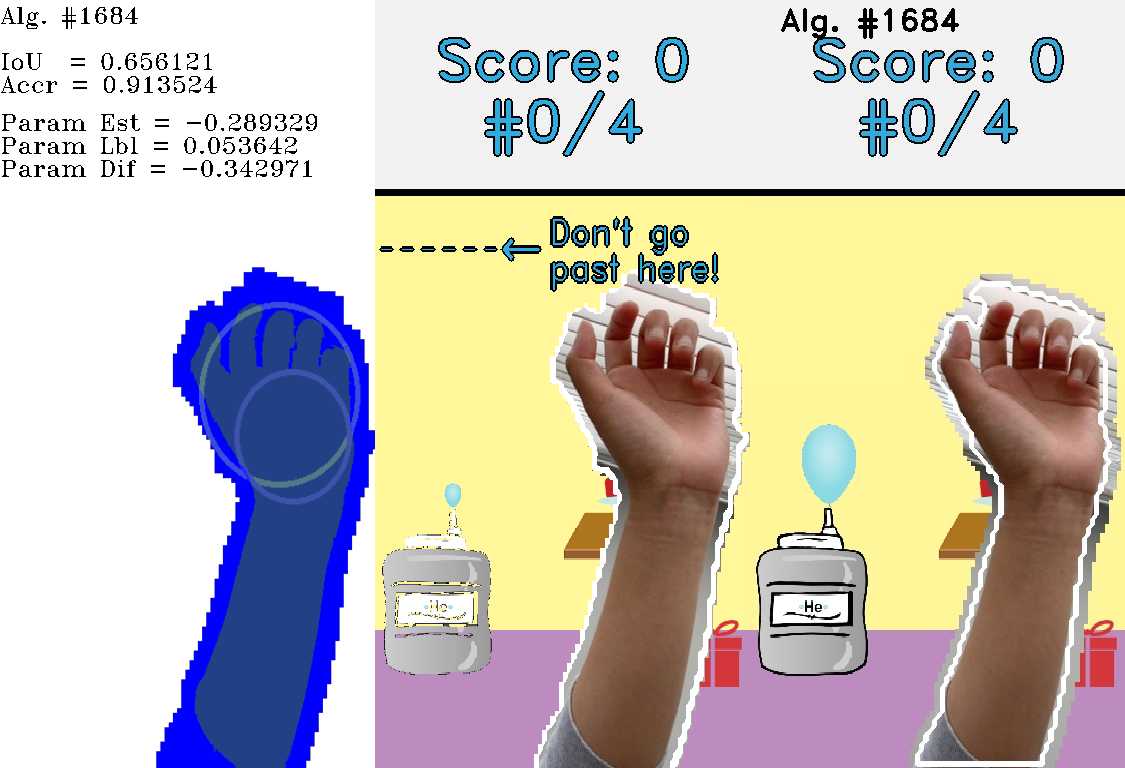 Alg. #1684
IoU = 0.656121
Accr = 0.913524
Param Est = −0.289329
Param Lbl = 0.053642
Param Dif = −0.342971
Score: 0
#0/4
Don't go
past here!
He
Alg. #1684
Score: 0
#0/4
He